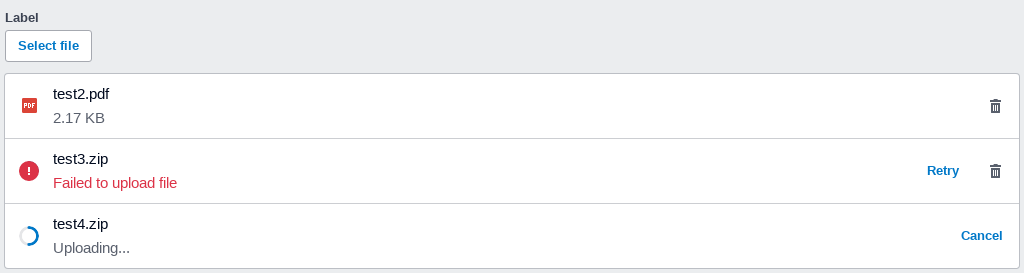 Label
Select file
test2.pdf
PDF
2.17 KB
test3.zip
Failed to upload file
Retry
test4.zip
Uploading...
Cancel